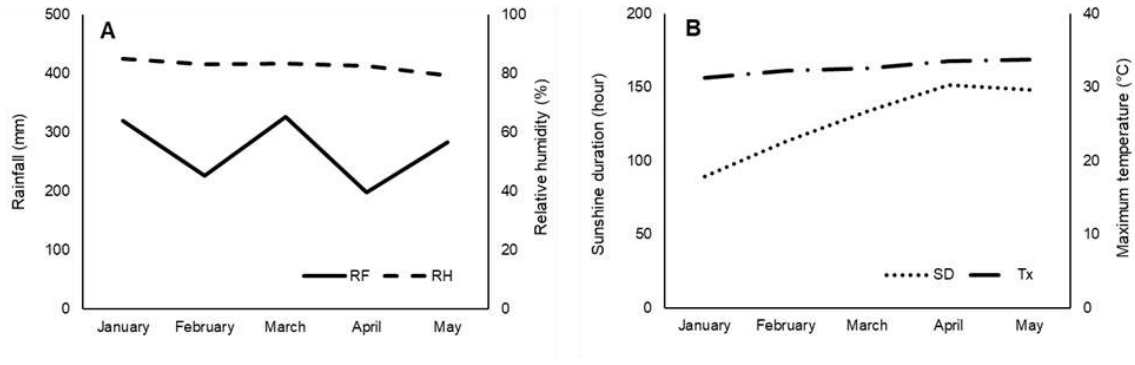 A
Rainfall (mm)
500
400
300
200
100
0
Relative humidity (%)
100
80
60
40
20
0
RF RH
January February March April May
B
Sunshine duration (hour)
200
150
100
50
0
Maximum temperature (°C)
40
30
20
10
0
SD Tx
January February March April May